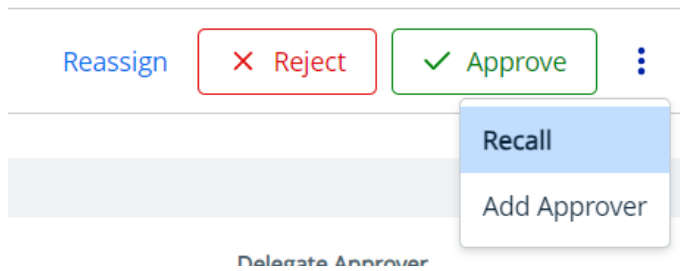 Reassign Reject Approve
Recall
Add Approver
Delegate Approver